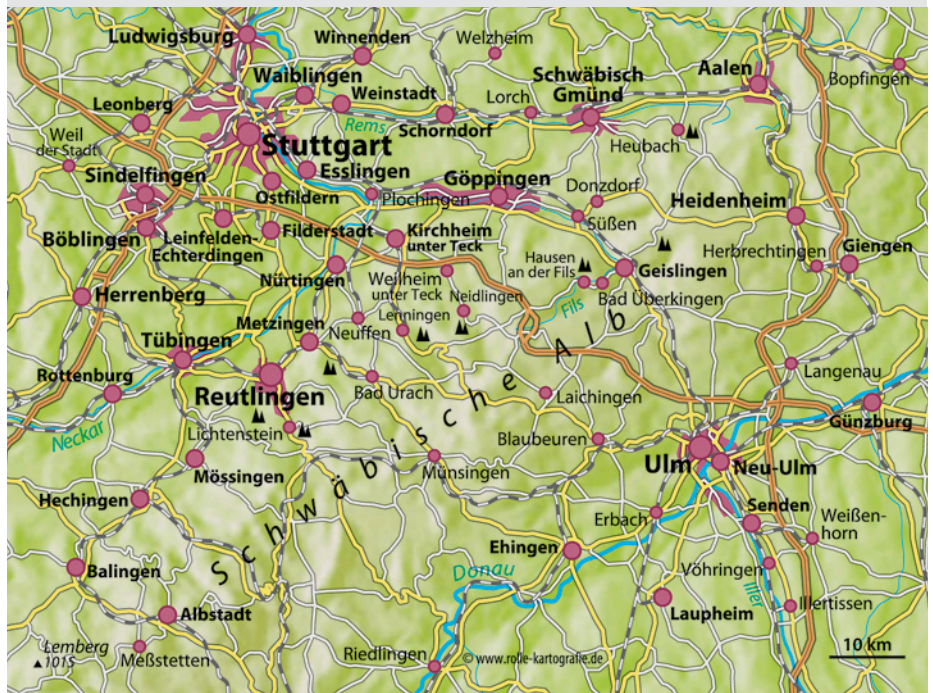 Ludwigsburg
Winnenden
Welzheim
Waiblingen
Schwäbisch
Gmünd
Aalen
Bopfingen
Leonberg
Weinstadt
Lorch
Rems
Schorndorf
Heubach
Weil
der Stadt
Stuttgart
Sindelfingen
Esslingen
Ostfildern
Plochingen
Göppingen
Donzdorf
Süßen
Heidenheim
Böblingen
Leinfelden-
Echterdingen
Filderstadt
Kirchheim
unter Teck
Hausen
an der Fils
Geislingen
Herbrechtingen
Giengen
Nürtingen
Weilheim
unter Teck
Neidlingen
Bad Überkingen
Herrenberg
Lenningen
Fils
Metzingen
Neuffen
Tübingen
Schwäbische Alb
Rottenburg
Reutlingen
Bad Urach
Laichingen
Langenau
Günzburg
Neckar
Lichtenstein
Blaubeuren
Mössingen
Münsingen
Ulm
Neu-Ulm
Hechingen
Senden
Erbach
Weißen-
horn
Ehingen
Balingen
Donau
Vöhringen
Iller
Albstadt
Laupheim
Illertissen
Lemberg
1015
Meßstetten
Riedlingen
© www.rolle-kartografie.de
10 km